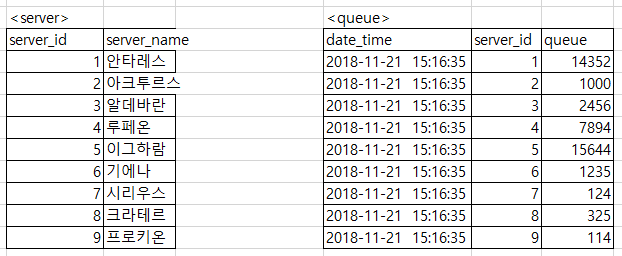 <server> <queue>
server_id server_name date_time server_id queue
1 안타레스 2018-11-21 15:16:35 1 14352
2 아크투르스 2018-11-21 15:16:35 2 1000
3 알데바란 2018-11-21 15:16:35 3 2456
4 루페온 2018-11-21 15:16:35 4 7894
5 이그하람 2018-11-21 15:16:35 5 15644
6 기에나 2018-11-21 15:16:35 6 1235
7 시리우스 2018-11-21 15:16:35 7 124
8 크라테르 2018-11-21 15:16:35 8 325
9 프로키온 2018-11-21 15:16:35 9 114